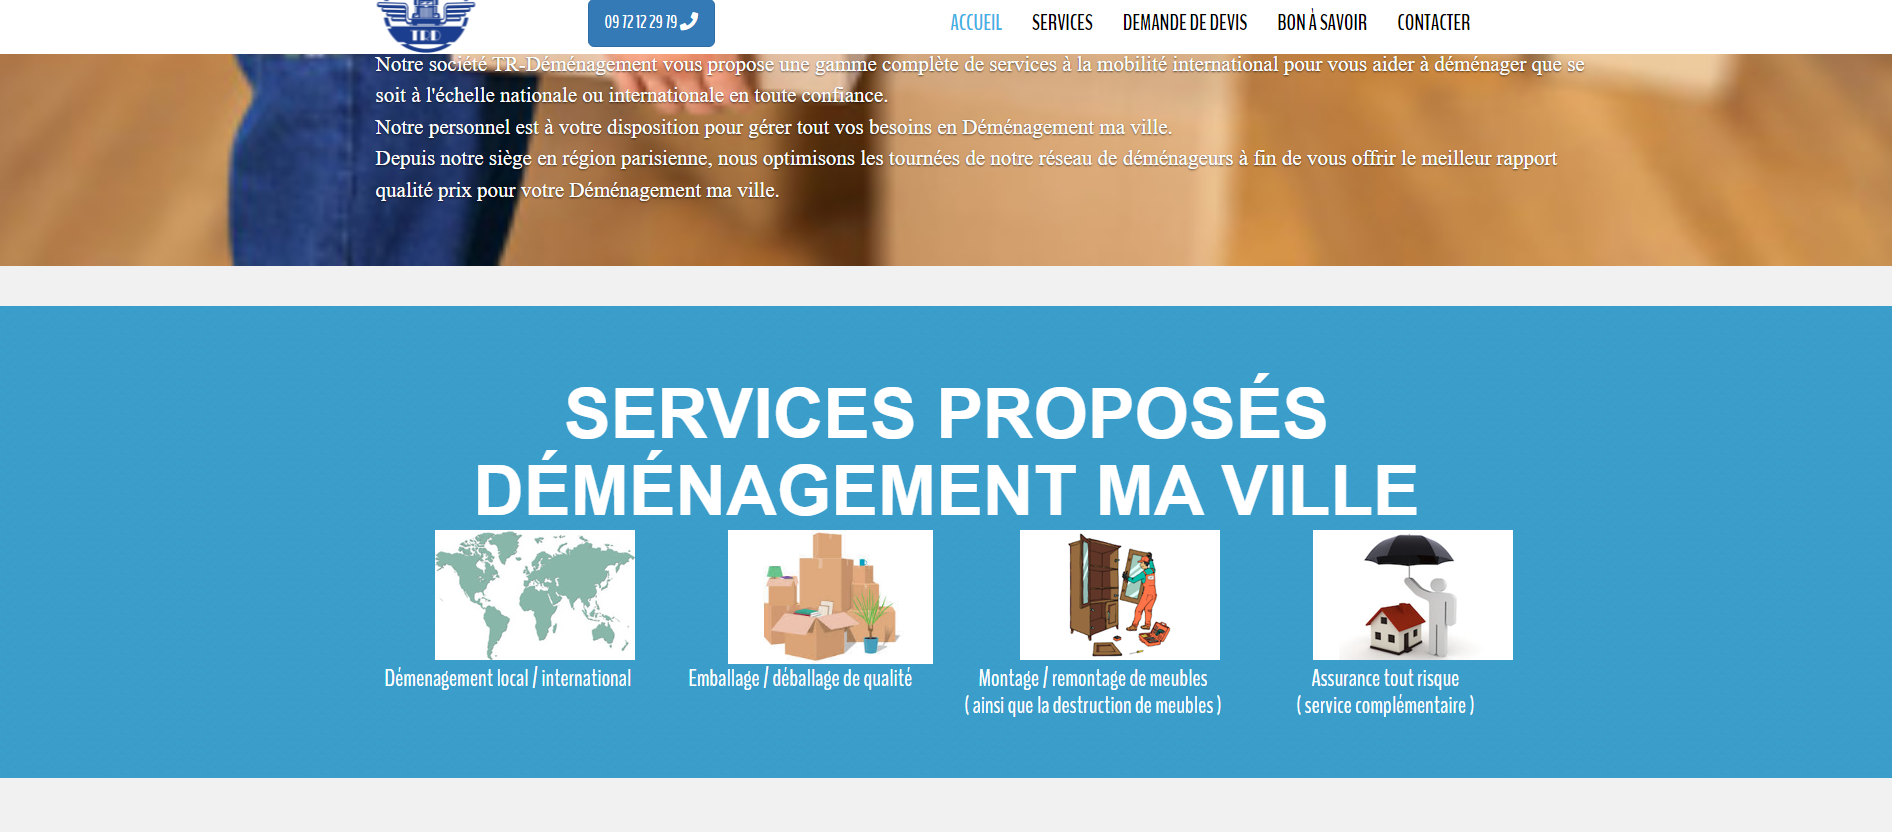 TRD
09 72 12 29 79
ACCUEIL SERVICES DEMANDE DE DEVIS BON À SAVOIR CONTACTER
Notre société TR-Déménagement vous propose une gamme complète de services à la mobilité international pour vous aider à déménager que se
soit à l'échelle nationale ou internationale en toute confiance.
Notre personnel est à votre disposition pour gérer tout vos besoins en Déménagement ma ville.
Depuis notre siège en région parisienne, nous optimisons les tournées de notre réseau de déménageurs à fin de vous offrir le meilleur rapport
qualité prix pour votre Déménagement ma ville.
SERVICES PROPOSÉS
DÉMÉNAGEMENT MA VILLE
Démenagement local / international
Emballage / déballage de qualité
Montage / remontage de meubles
( ainsi que la destruction de meubles )
Assurance tout risque
( service complémentaire )